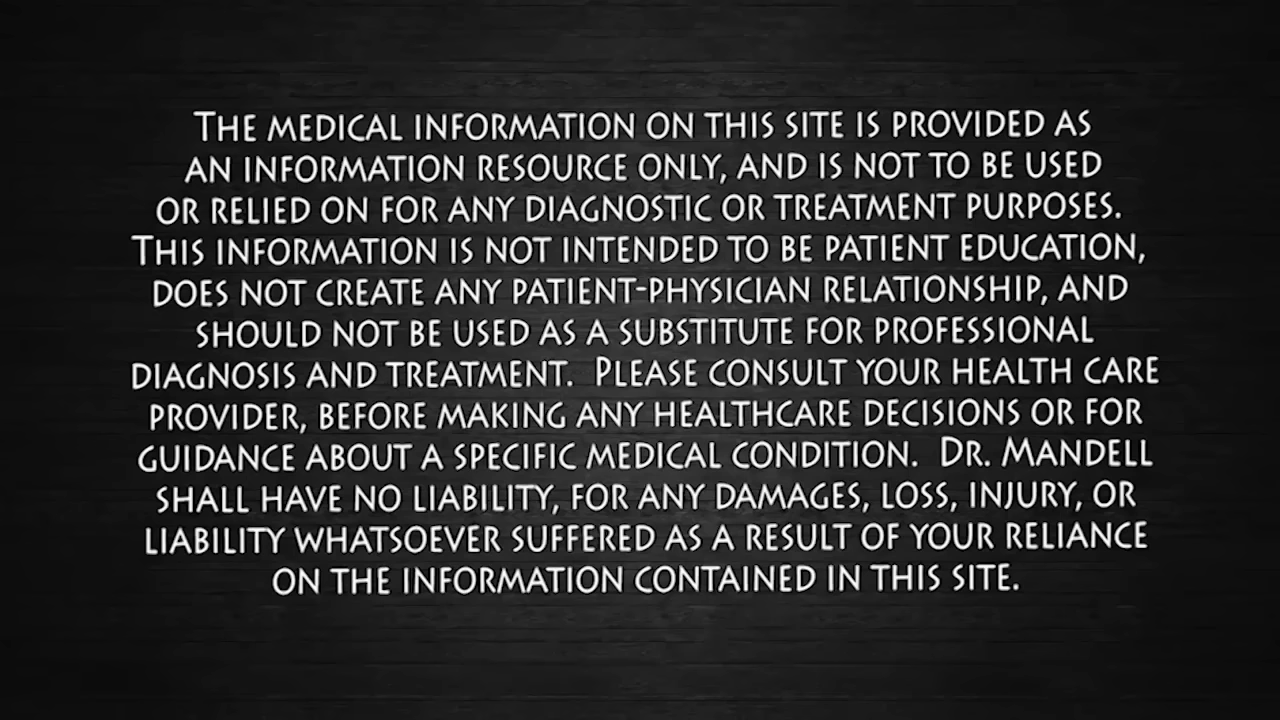 THE MEDICAL INFORMATION ON THIS SITE IS PROVIDED AS
AN INFORMATION RESOURCE ONLY, AND IS NOT TO BE USED
OR RELIED ON FOR ANY DIAGNOSTIC OR TREATMENT PURPOSES.
THIS INFORMATION IS NOT INTENDED TO BE PATIENT EDUCATION,
DOES NOT CREATE ANY PATIENT-PHYSICIAN RELATIONSHIP, AND
SHOULD NOT BE USED AS A SUBSTITUTE FOR PROFESSIONAL
DIAGNOSIS AND TREATMENT. PLEASE CONSULT YOUR HEALTH CARE
PROVIDER, BEFORE MAKING ANY HEALTHCARE DECISIONS OR FOR
GUIDANCE ABOUT A SPECIFIC MEDICAL CONDITION. DR. MANDELL
SHALL HAVE NO LIABILITY, FOR ANY DAMAGES, LOSS, INJURY, OR
LIABILITY WHATSOEVER SUFFERED AS A RESULT OF YOUR RELIANCE
ON THE INFORMATION CONTAINED IN THIS SITE.